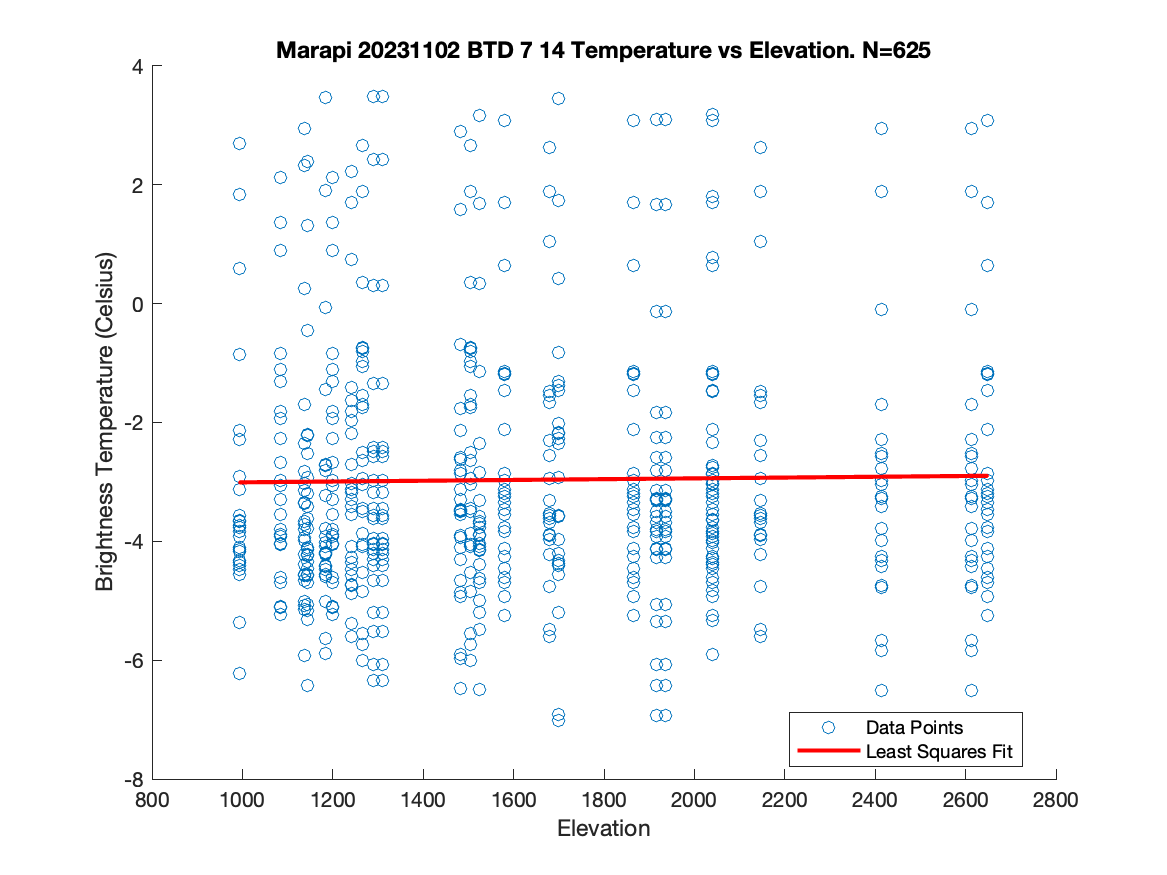 Marapi 20231102 BTD 7 14 Temperature vs Elevation. N=625
4
2
0
-2
-4
-6
-8
Brightness Temperature (Celsius)
Data Points
Least Squares Fit
800 1000 1200 1400 1600 1800 2000 2200 2400 2600 2800
Elevation